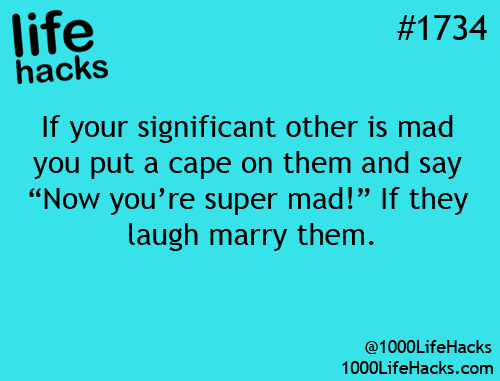 life
hacks
#1734
If your significant other is mad
you put a cape on them and say
“Now you’re super mad!” If they
laugh marry them.
@1000LifeHacks
1000LifeHacks.com